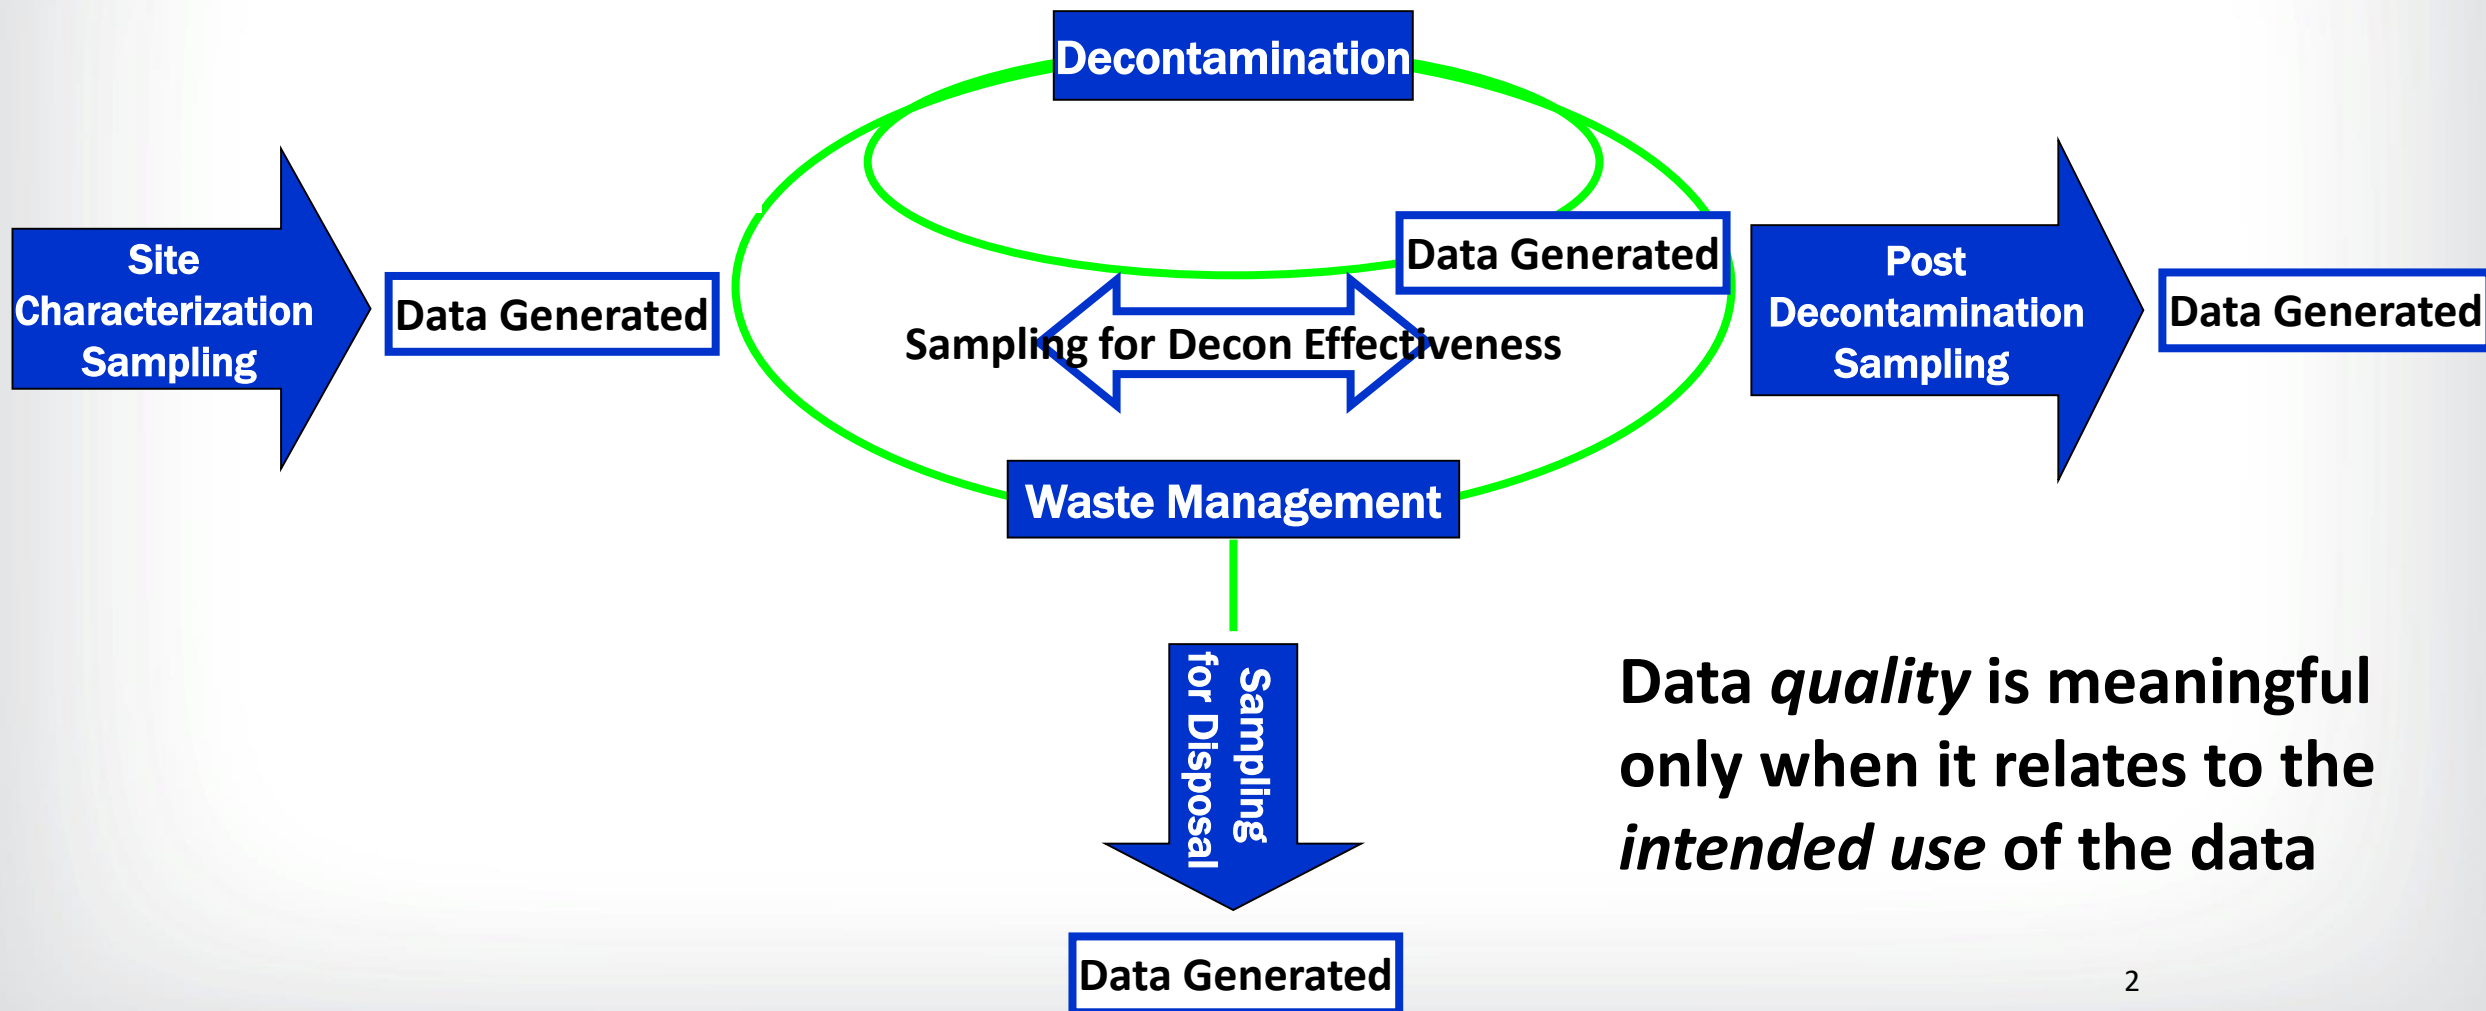 Decontamination
Site
Characterization
Sampling
Data Generated
Data Generated
Sampling for Decon Effectiveness
Post
Decontamination
Sampling
Data Generated
Waste Management
Sampling
for Disposal
Data Generated
Data quality is meaningful
only when it relates to the
intended use of the data
2